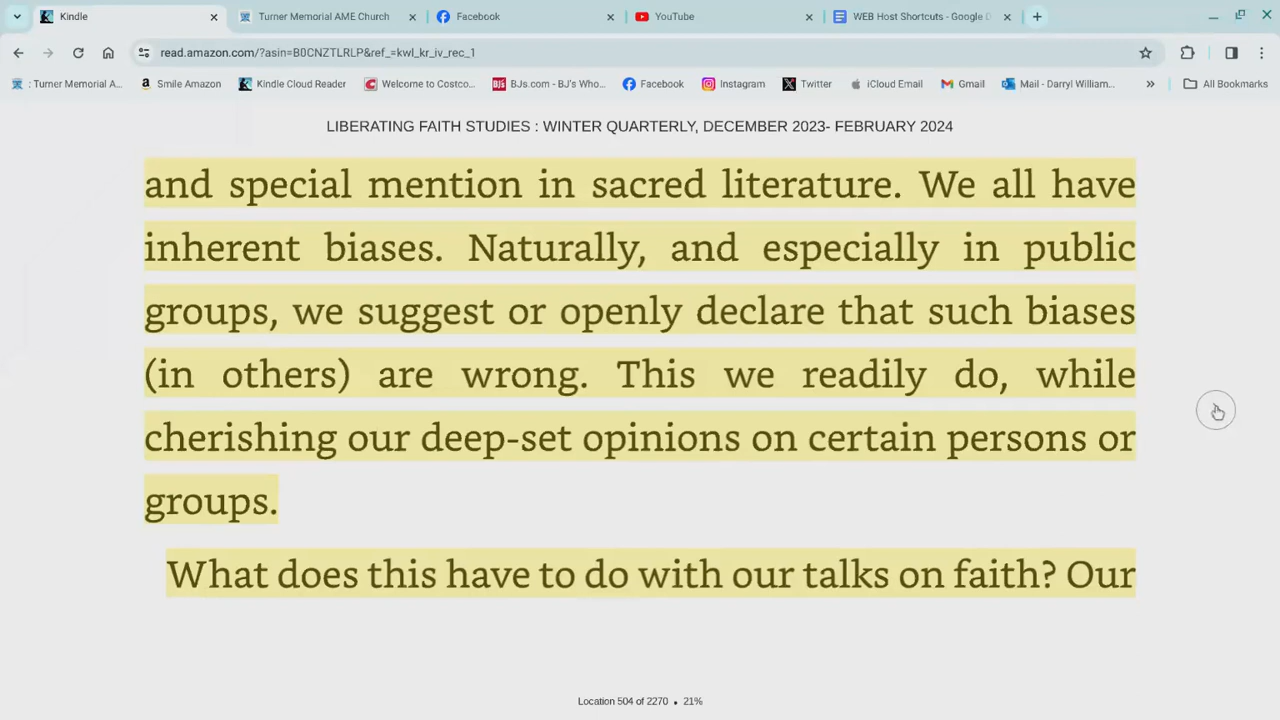 Kindle
Turner Memorial AME Church
Facebook
YouTube
WEB Host Shortcuts - Google D
read.amazon.com/?asin=B0CNZTLRLP&ref_=kwl_kr_iv_rec_1
: Turner Memorial A...
Smile Amazon
Kindle Cloud Reader
Welcome to Costco...
BJs.com - BJ's Who...
Facebook
Instagram
Twitter
iCloud Email
Gmail
Mail - Darryl William...
All Bookmarks
LIBERATING FAITH STUDIES : WINTER QUARTERLY, DECEMBER 2023- FEBRUARY 2024
and special mention in sacred literature. We all have
inherent biases. Naturally, and especially in public
groups, we suggest or openly declare that such biases
(in others) are wrong. This we readily do, while
cherishing our deep-set opinions on certain persons or
groups.
What does this have to do with our talks on faith? Our
Location 504 of 2270 • 21%